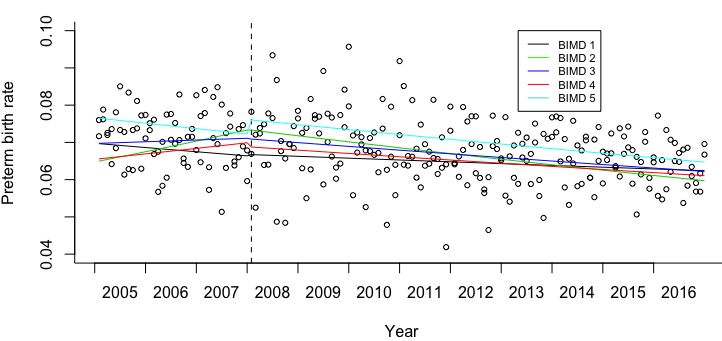 Preterm birth rate
0.10
0.08
0.06
0.04
BIMD 1
BIMD 2
BIMD 3
BIMD 4
BIMD 5
2005 2006 2007 2008 2009 2010 2011 2012 2013 2014 2015 2016
Year